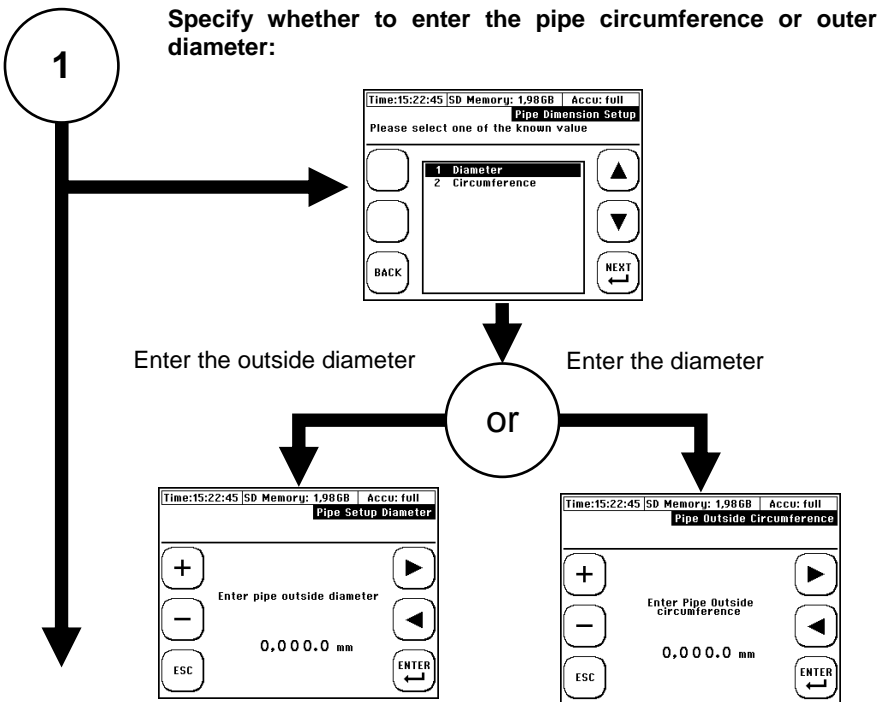 1
Specify whether to enter the pipe circumference or outer
diameter:
Time:15:22:45 SD Memory: 1,98GB Accu: full
Pipe Dimension Setup
Please select one of the known value
1 Diameter
2 Circumference
BACK
NEXT
Enter the outside diameter
Enter the diameter
or
Time:15:22:45 SD Memory: 1,98GB Accu: full
Pipe Setup Diameter
+
Enter pipe outside diameter
−
0,000.0 mm
ESC
ENTER
Time:15:22:45 SD Memory: 1,98GB Accu: full
Pipe Outside Circumference
+
Enter Pipe Outside
circumference
−
0,000.0 mm
ESC
ENTER